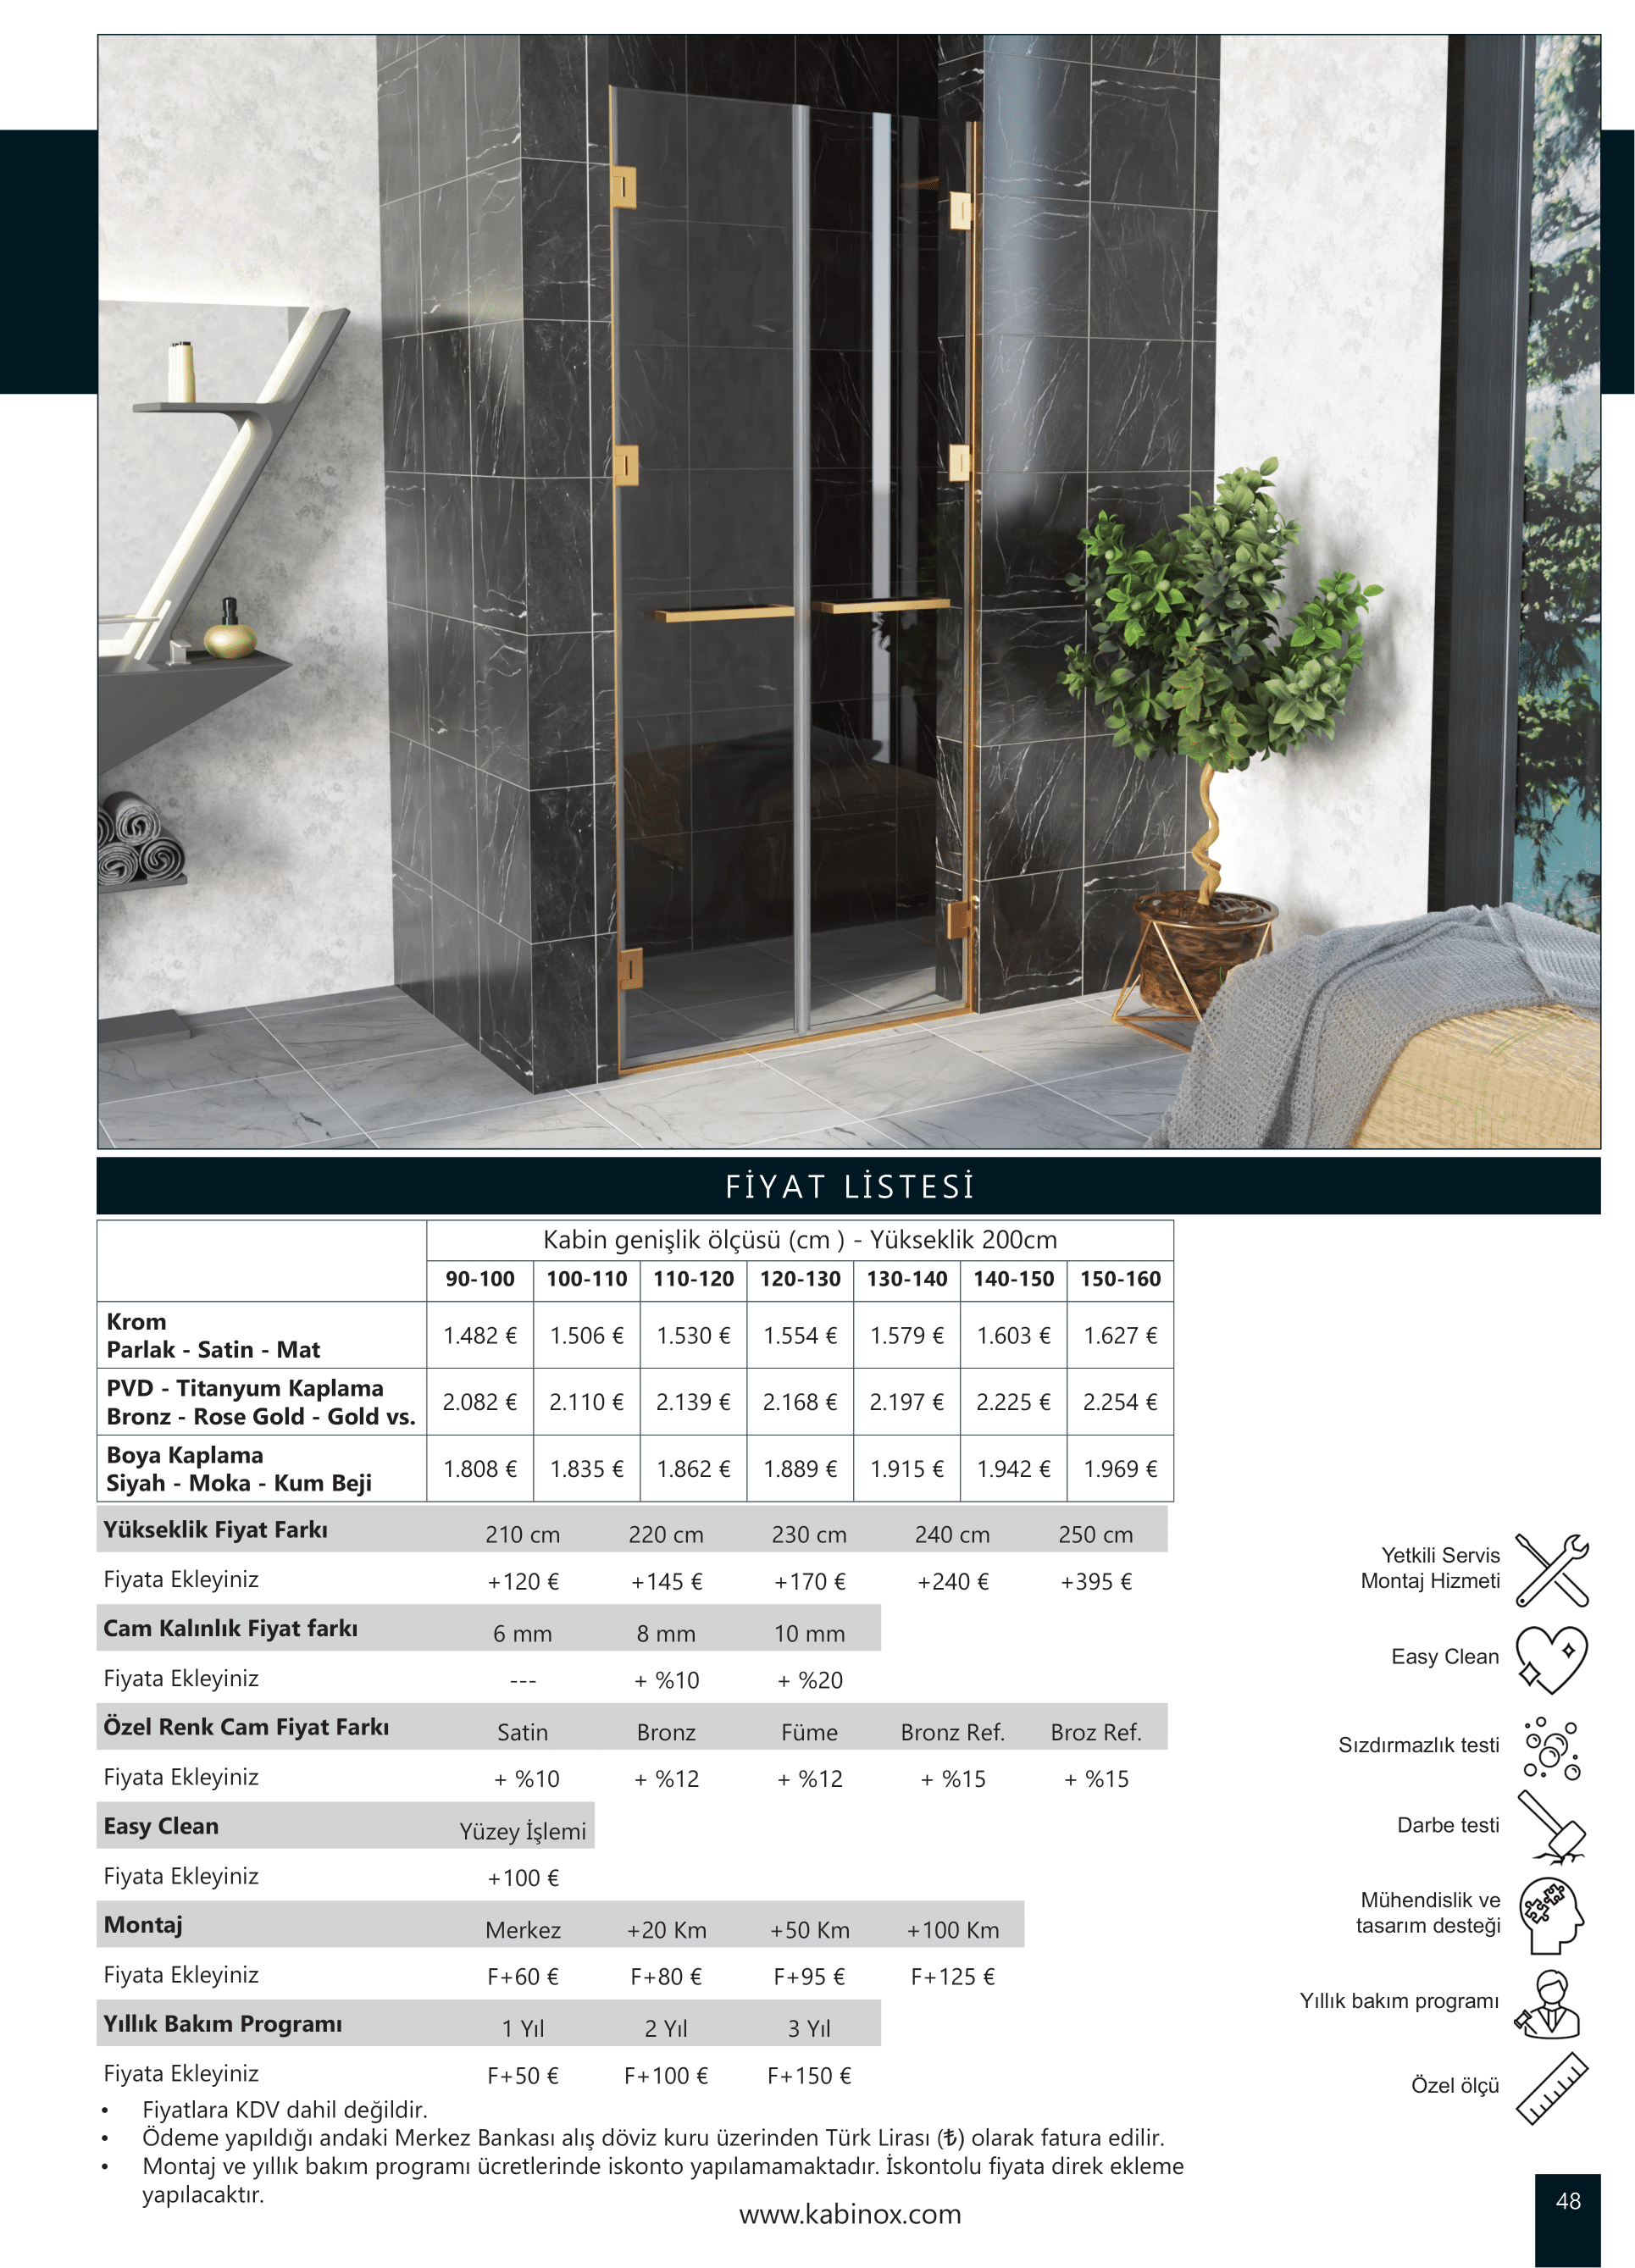 FİYAT LİSTESİ
Kabin genişlik ölçüsü (cm ) - Yükseklik 200cm
90-100 100-110 110-120 120-130 130-140 140-150 150-160
Krom
Parlak - Satin - Mat
1.482 € 1.506 € 1.530 € 1.554 € 1.579 € 1.603 € 1.627 €
PVD - Titanyum Kaplama
Bronz - Rose Gold - Gold vs.
2.082 € 2.110 € 2.139 € 2.168 € 2.197 € 2.225 € 2.254 €
Boya Kaplama
Siyah - Moka - Kum Beji
1.808 € 1.835 € 1.862 € 1.889 € 1.915 € 1.942 € 1.969 €
Yükseklik Fiyat Farkı 210 cm 220 cm 230 cm 240 cm 250 cm
Fiyata Ekleyiniz +120 € +145 € +170 € +240 € +395 €
Cam Kalınlık Fiyat farkı 6 mm 8 mm 10 mm
Fiyata Ekleyiniz --- + %10 + %20
Özel Renk Cam Fiyat Farkı Satin Bronz Füme Bronz Ref. Broz Ref.
Fiyata Ekleyiniz + %10 + %12 + %12 + %15 + %15
Easy Clean Yüzey İşlemi
Fiyata Ekleyiniz +100 €
Montaj Merkez +20 Km +50 Km +100 Km
Fiyata Ekleyiniz F+60 € F+80 € F+95 € F+125 €
Yıllık Bakım Programı 1 Yıl 2 Yıl 3 Yıl
Fiyata Ekleyiniz F+50 € F+100 € F+150 €
• Fiyatlara KDV dahil değildir.
• Ödeme yapıldığı andaki Merkez Bankası alış döviz kuru üzerinden Türk Lirası (₺) olarak fatura edilir.
• Montaj ve yıllık bakım programı ücretlerinde iskonto yapılamamaktadır. İskontolu fiyata direk ekleme
yapılacaktır.
Yetkili Servis
Montaj Hizmeti
Easy Clean
Sızdırmazlık testi
Darbe testi
Mühendislik ve
tasarım desteği
Yıllık bakım programı
Özel ölçü
www.kabinox.com
48